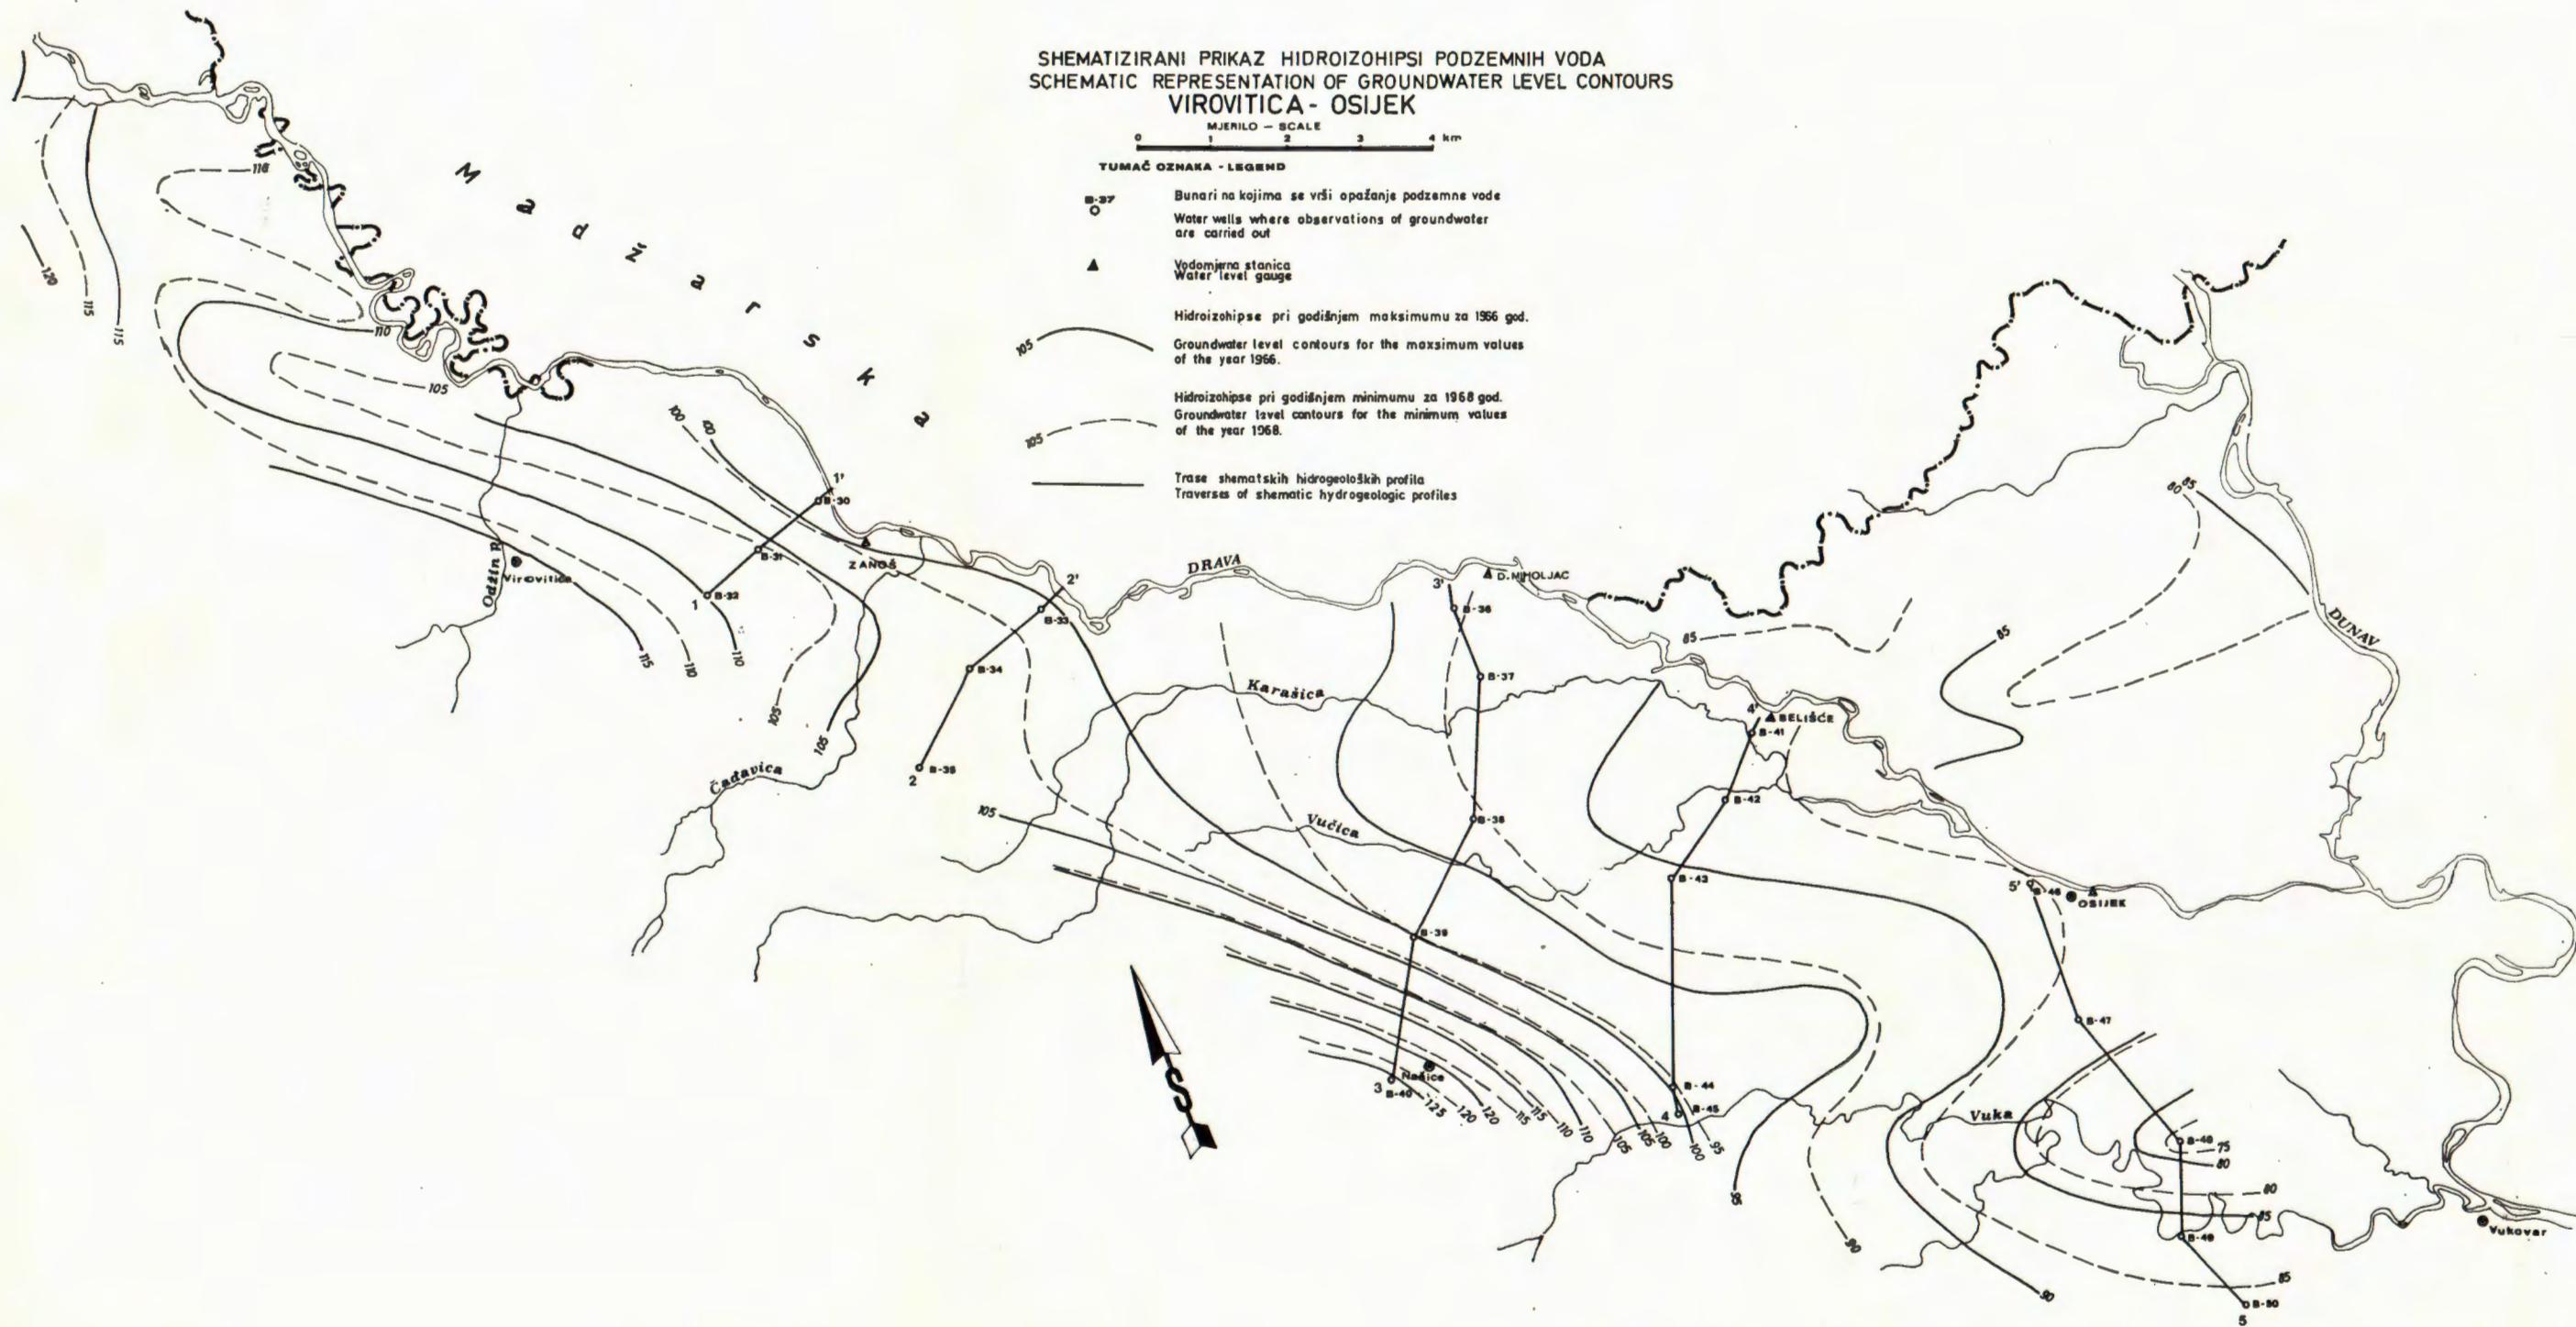 SHEMATIZIRANI PRIKAZ HIDROIZOHIPSI PODZEMNIH VODA
SCHEMATIC REPRESENTATION OF GROUNDWATER LEVEL CONTOURS
VIROVITICA - OSIJEK
MJERILO — SCALE
0 1 2 3 4 km
TUMAČ OZNAKA - LEGEND
B-37
Bunari na kojima se vrši opažanje podzemne vode
Water wells where observations of groundwater
are carried out
Vodomjerna stanica
Water level gauge
Hidroizohipse pri godišnjem maksimumu za 1966 god.
105
Groundwater level contours for the maxsimum values
of the year 1966.
Hidroizohipse pri godišnjem minimumu za 1968 god.
Groundwater level contours for the minimum values
of the year 1968.
105
Trase shematskih hidrogeoloških profila
Traverses of shematic hydrogeologic profiles
Madžarska
120
115
115
110
105
100
100
1'
B-30
B-31
B-32
1
ZANOŠ
Odžin R
Virovitica
115
110
110
105
105
2'
B-33
B-34
B-35
2
Čađavica
DRAVA
Karašica
Vučica
105
3'
B-36
B-37
B-38
B-39
B-40
3
Našice
D. MIHOLJAC
85
85
80
85
DUNAV
4'
BELIŠĆE
B-41
B-42
B-43
B-44
B-45
4
125
120
120
115
115
110
110
105
105
100
100
95
5'
B-46
OSIJEK
B-47
Vuka
B-48
75
80
80
85
B-49
85
90
90
B-50
5
Vukovar
S